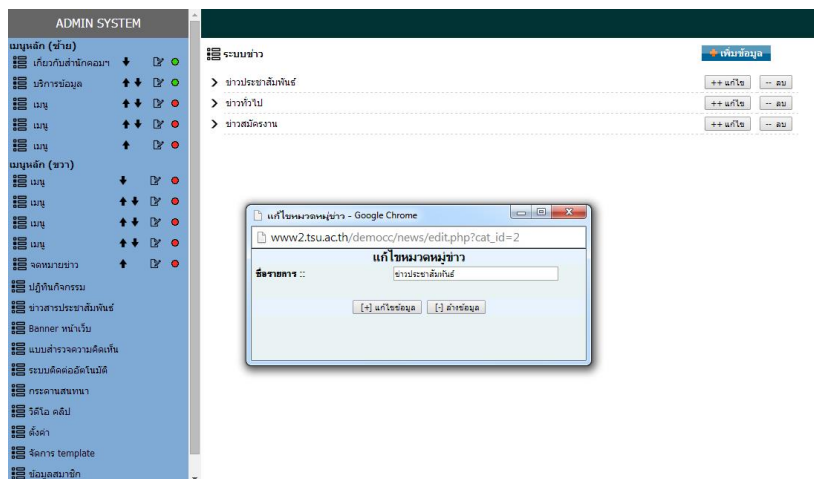 ADMIN SYSTEM
เมนูหลัก (ซ้าย)
เกี่ยวกับสำนักคอมฯ
บริการข้อมูล
เมนู
เมนู
เมนู
เมนูหลัก (ขวา)
เมนู
เมนู
เมนู
เมนู
จดหมายข่าว
ปฏิทินกิจกรรม
ข่าวสารประชาสัมพันธ์
Banner หน้าเว็บ
แบบสำรวจความคิดเห็น
ระบบติดต่ออัตโนมัติ
กระดานสนทนา
วิดีโอ คลิป
ตั้งค่า
จัดการ template
ข้อมูลสมาชิก
ระบบข่าว
เพิ่มข้อมูล
ข่าวประชาสัมพันธ์ ++ แก้ไข -- ลบ
ข่าวทั่วไป ++ แก้ไข -- ลบ
ข่าวสมัครงาน ++ แก้ไข -- ลบ
แก้ไขหมวดหมู่ข่าว - Google Chrome
www2.tsu.ac.th/democc/news/edit.php?cat_id=2
แก้ไขหมวดหมู่ข่าว
ชื่อรายการ :: ข่าวประชาสัมพันธ์
[+] แก้ไขข้อมูล [-] ล้างข้อมูล